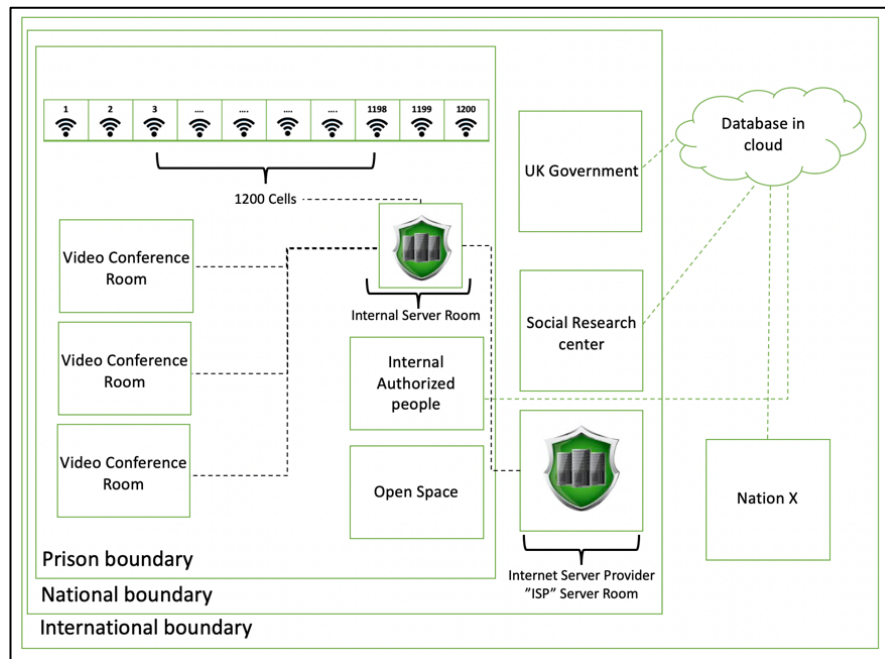 1 2 3 .... .... .... .... 1198 1199 1200
1200 Cells
Video Conference
Room
Video Conference
Room
Video Conference
Room
Internal Server Room
Internal
Authorized
people
Open Space
UK Government
Social Research
center
Internet Server Provider
”ISP” Server Room
Database in
cloud
Nation X
Prison boundary
National boundary
International boundary